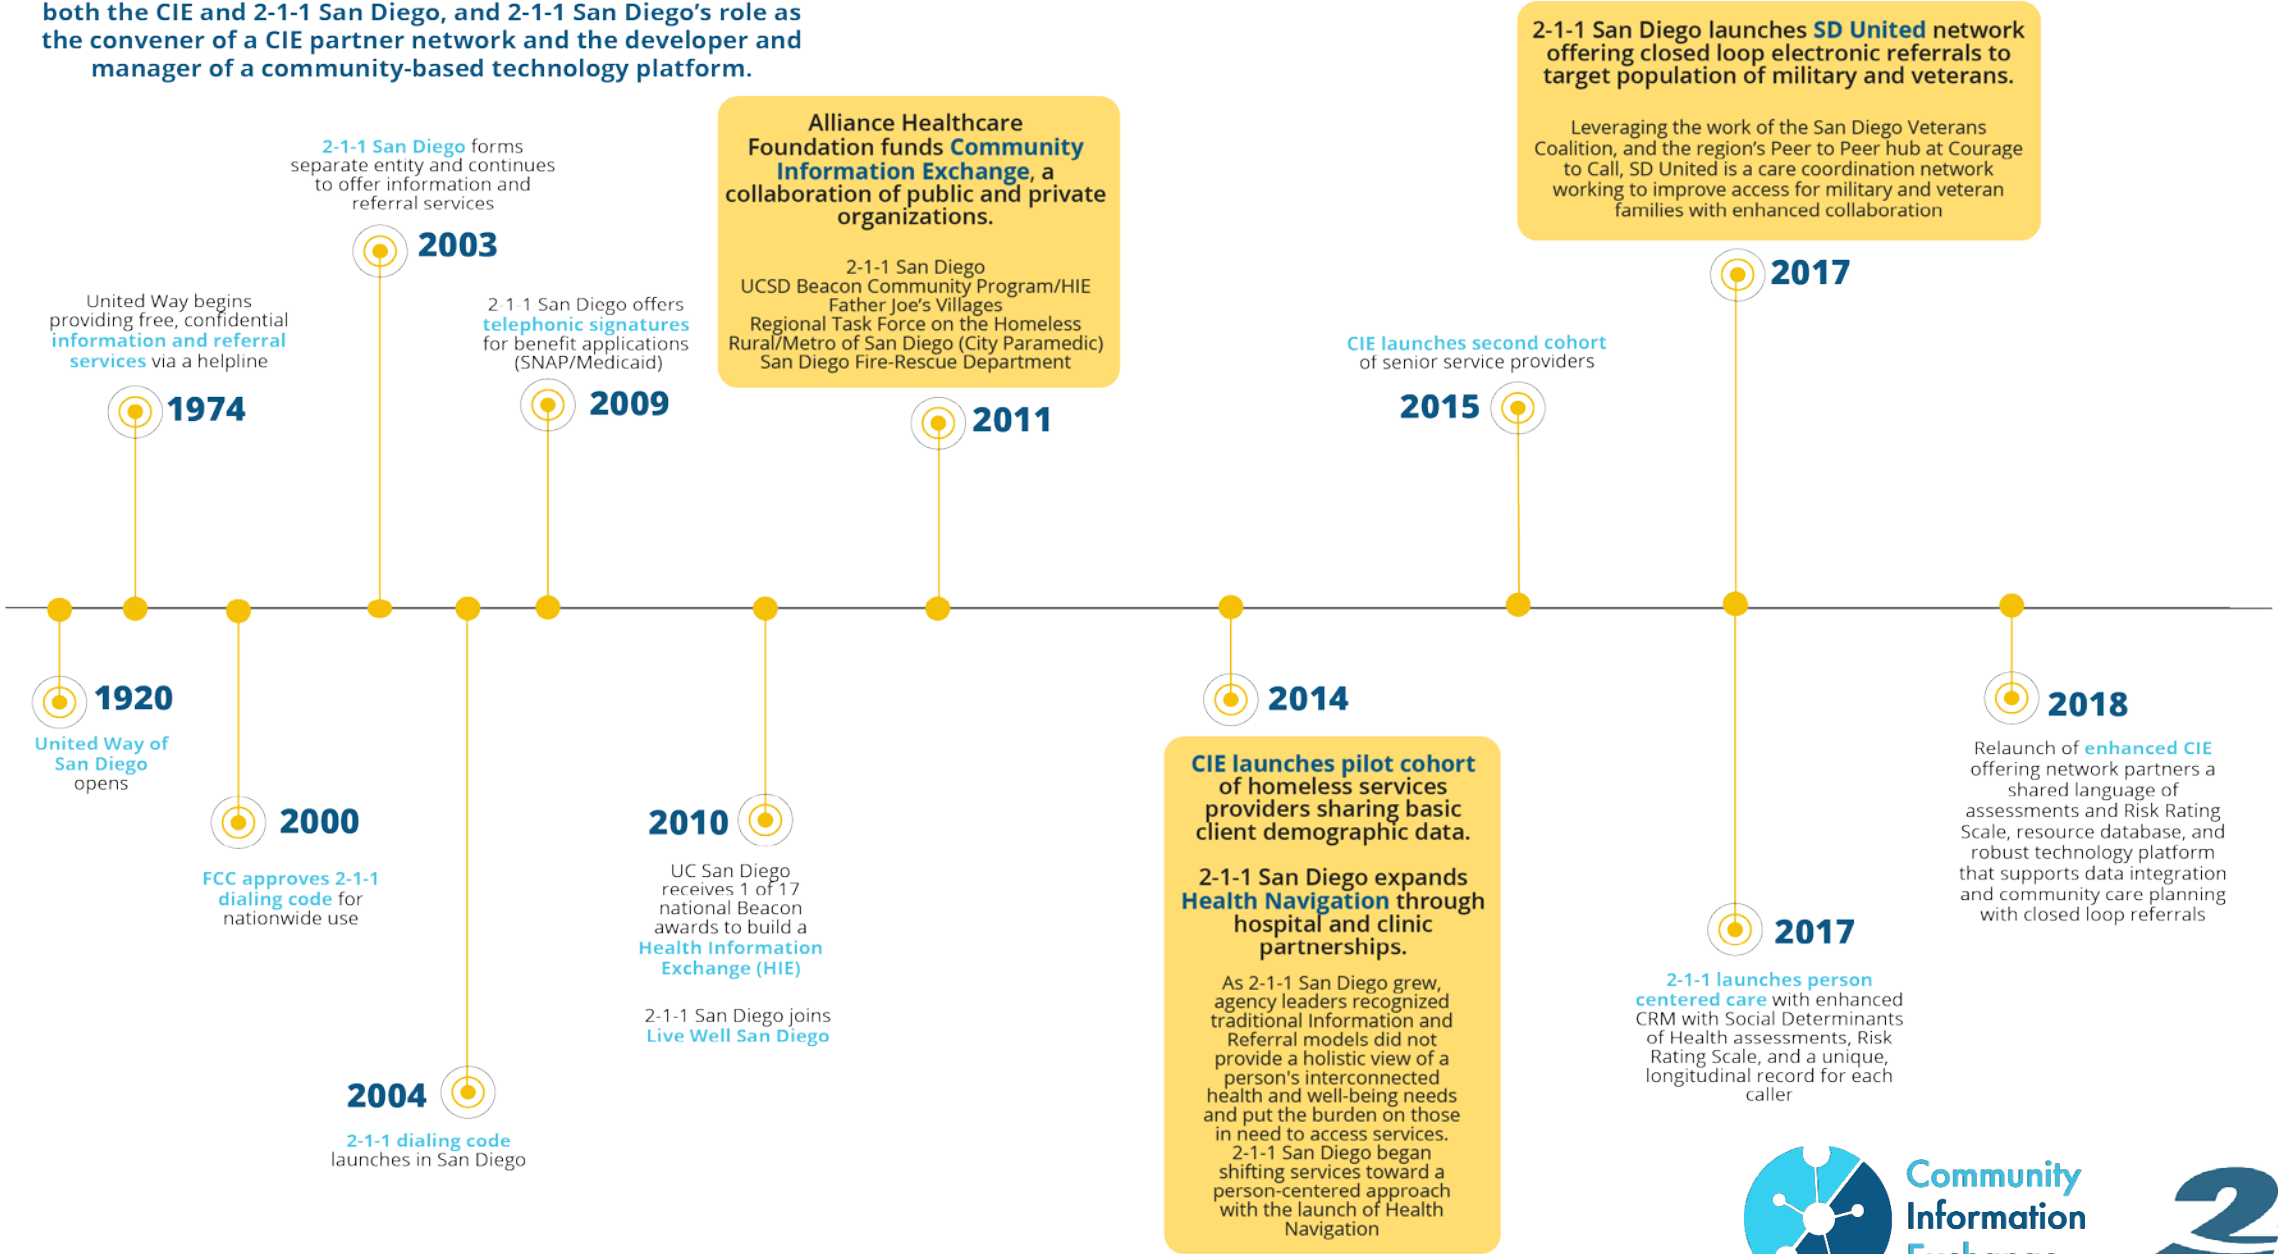 both the CIE and 2-1-1 San Diego, and 2-1-1 San Diego's role as
the convener of a CIE partner network and the developer and
manager of a community-based technology platform.
2-1-1 San Diego launches SD United network
offering closed loop electronic referrals to
target population of military and veterans.
Leveraging the work of the San Diego Veterans
Coalition, and the region's Peer to Peer hub at Courage
to Call, SD United is a care coordination network
working to improve access for military and veteran
families with enhanced collaboration
2017
Alliance Healthcare
Foundation funds Community
Information Exchange, a
collaboration of public and private
organizations.
2-1-1 San Diego
UCSD Beacon Community Program/HIE
Father Joe's Villages
Regional Task Force on the Homeless
Rural/Metro of San Diego (City Paramedic)
San Diego Fire-Rescue Department
2011
2-1-1 San Diego forms
separate entity and continues
to offer information and
referral services
2003
United Way begins
providing free, confidential
information and referral
services via a helpline
1974
2-1-1 San Diego offers
telephonic signatures
for benefit applications
(SNAP/Medicaid)
2009
CIE launches second cohort
of senior service providers
2015
1920
United Way of
San Diego
opens
2000
FCC approves 2-1-1
dialing code for
nationwide use
2004
2-1-1 dialing code
launches in San Diego
2010
UC San Diego
receives 1 of 17
national Beacon
awards to build a
Health Information
Exchange (HIE)
2-1-1 San Diego joins
Live Well San Diego
2014
CIE launches pilot cohort
of homeless services
providers sharing basic
client demographic data.
2-1-1 San Diego expands
Health Navigation through
hospital and clinic
partnerships.
As 2-1-1 San Diego grew,
agency leaders recognized
traditional Information and
Referral models did not
provide a holistic view of a
person's interconnected
health and well-being needs
and put the burden on those
in need to access services.
2-1-1 San Diego began
shifting services toward a
person-centered approach
with the launch of Health
Navigation
2017
2-1-1 launches person
centered care with enhanced
CRM with Social Determinants
of Health assessments, Risk
Rating Scale, and a unique,
longitudinal record for each
caller
2018
Relaunch of enhanced CIE
offering network partners a
shared language of
assessments and Risk Rating
Scale, resource database, and
robust technology platform
that supports data integration
and community care planning
with closed loop referrals
Community
Information
Exchange
2